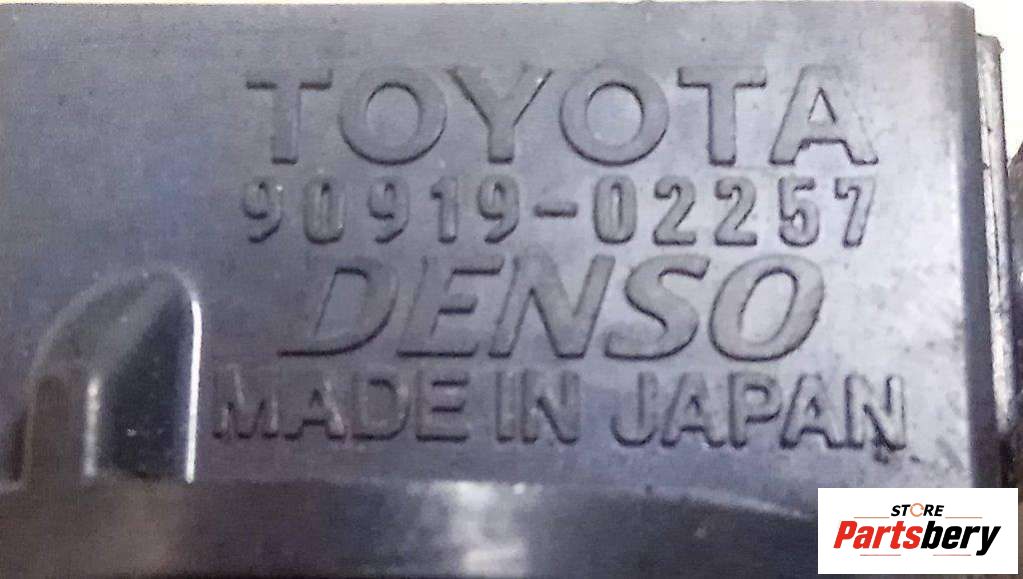 TOYOTA
90919-02257
DENSO
MADE IN JAPAN
STORE
Partsbery